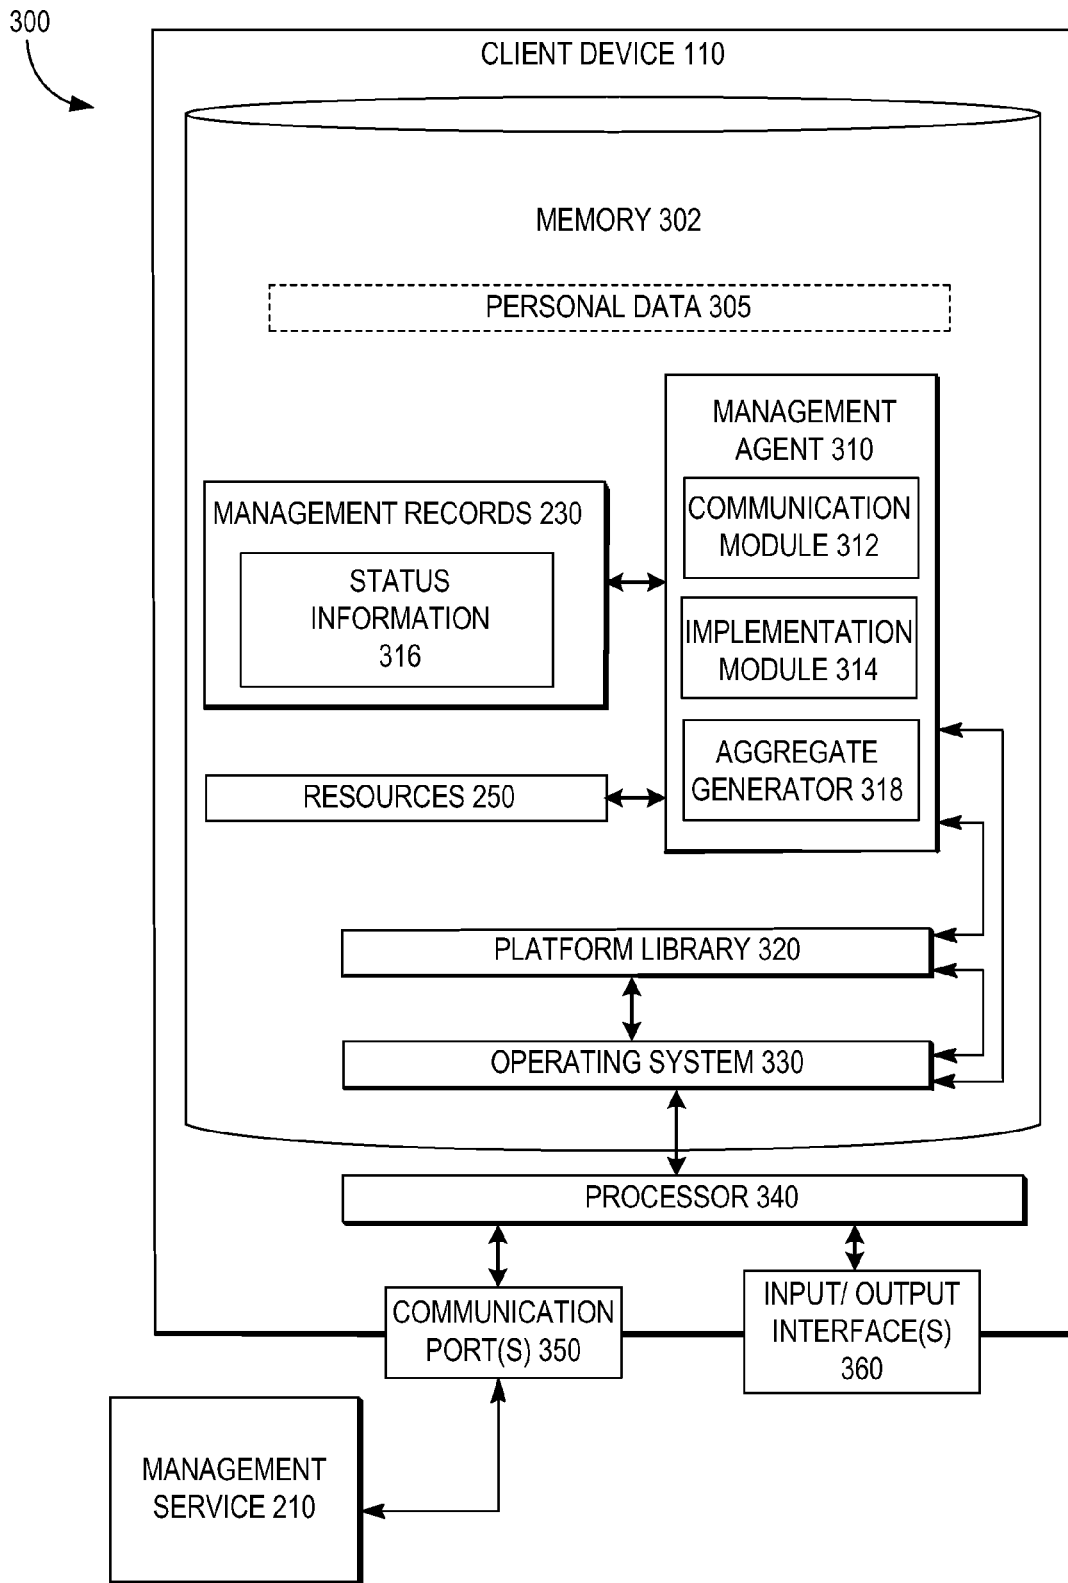 300
CLIENT DEVICE 110
MEMORY 302
PERSONAL DATA 305
MANAGEMENT
AGENT 310
COMMUNICATION
MODULE 312
IMPLEMENTATION
MODULE 314
AGGREGATE
GENERATOR 318
MANAGEMENT RECORDS 230
STATUS
INFORMATION
316
RESOURCES 250
PLATFORM LIBRARY 320
OPERATING SYSTEM 330
PROCESSOR 340
COMMUNICATION
PORT(S) 350
INPUT/ OUTPUT
INTERFACE(S)
360
MANAGEMENT
SERVICE 210